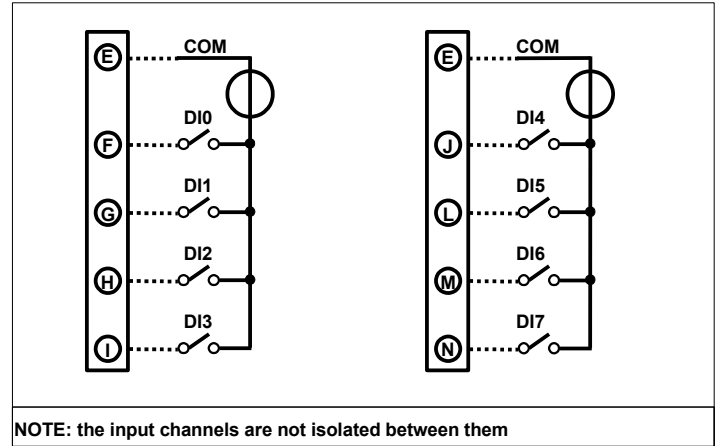 E COM
DI0
F
DI1
G
DI2
H
DI3
I
E COM
DI4
J
DI5
L
DI6
M
DI7
N
NOTE: the input channels are not isolated between them